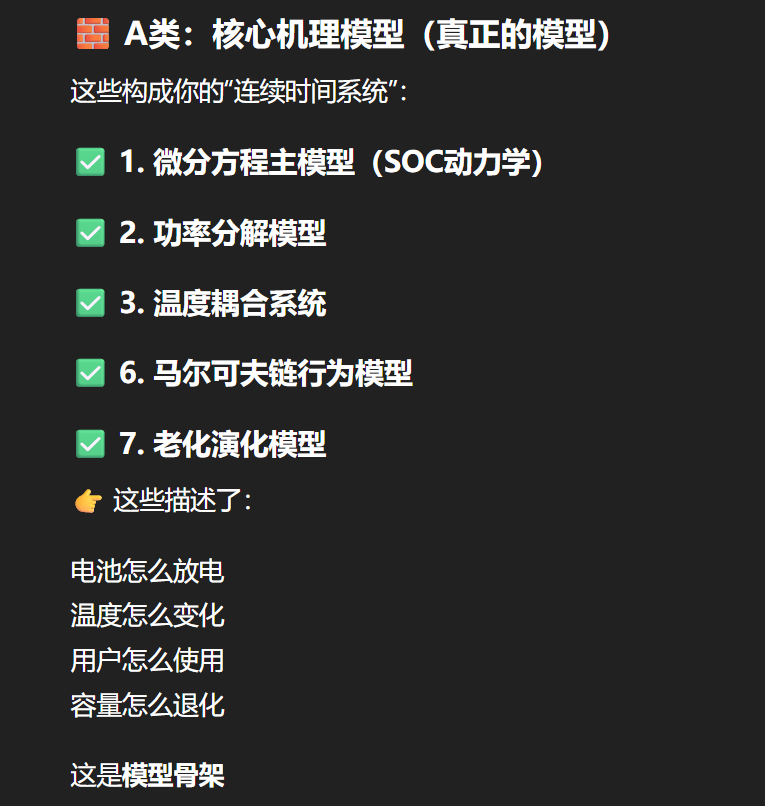 🧱 A类：核心机理模型（真正的模型）
这些构成你的“连续时间系统”：
✅ 1. 微分方程主模型（SOC动力学）
✅ 2. 功率分解模型
✅ 3. 温度耦合系统
✅ 6. 马尔可夫链行为模型
✅ 7. 老化演化模型
👉 这些描述了：
电池怎么放电
温度怎么变化
用户怎么使用
容量怎么退化
这是模型骨架